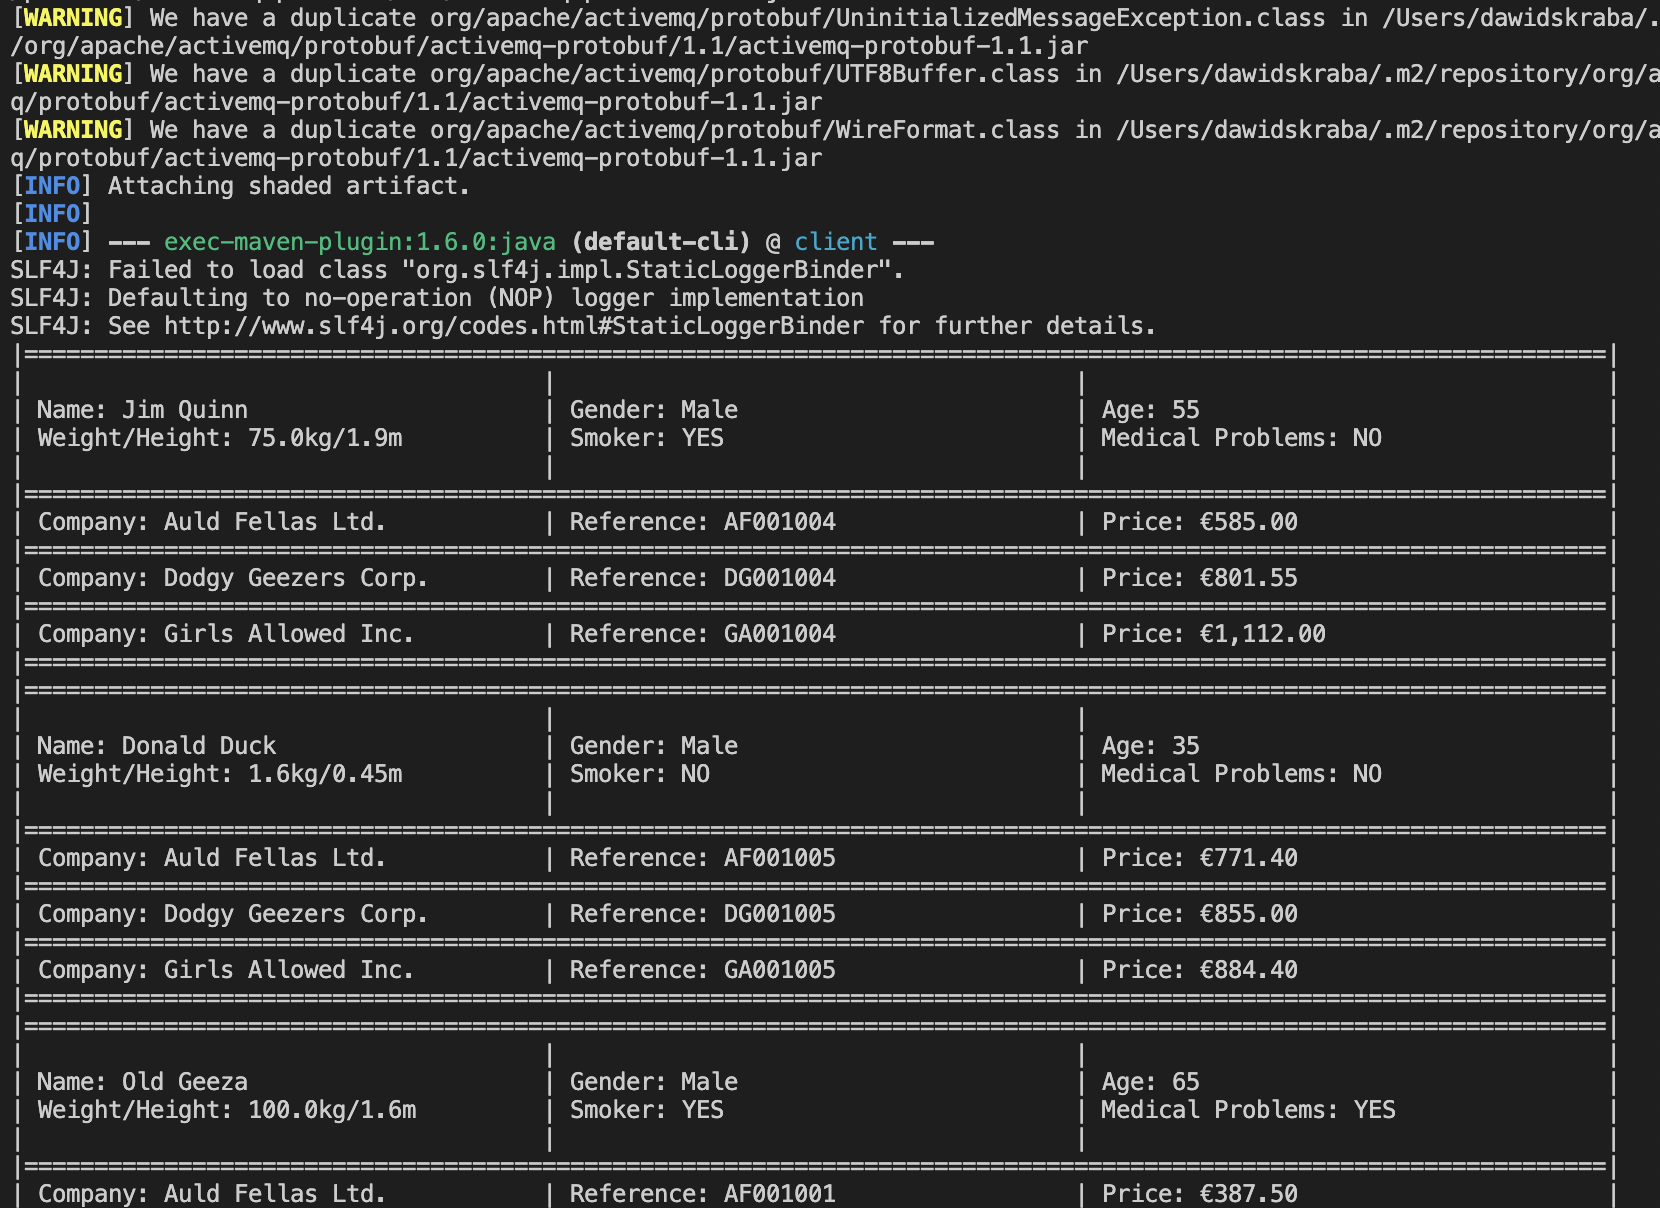 [WARNING] We have a duplicate org/apache/activemq/protobuf/UninitializedMessageException.class in /Users/dawidskraba/.
/org/apache/activemq/protobuf/activemq-protobuf/1.1/activemq-protobuf-1.1.jar
[WARNING] We have a duplicate org/apache/activemq/protobuf/UTF8Buffer.class in /Users/dawidskraba/.m2/repository/org/a
q/protobuf/activemq-protobuf/1.1/activemq-protobuf-1.1.jar
[WARNING] We have a duplicate org/apache/activemq/protobuf/WireFormat.class in /Users/dawidskraba/.m2/repository/org/a
q/protobuf/activemq-protobuf/1.1/activemq-protobuf-1.1.jar
[INFO] Attaching shaded artifact.
[INFO]
[INFO] --- exec-maven-plugin:1.6.0:java (default-cli) @ client ---
SLF4J: Failed to load class "org.slf4j.impl.StaticLoggerBinder".
SLF4J: Defaulting to no-operation (NOP) logger implementation
SLF4J: See http://www.slf4j.org/codes.html#StaticLoggerBinder for further details.
| Name: Jim Quinn | Gender: Male | Age: 55 |
| Weight/Height: 75.0kg/1.9m | Smoker: YES | Medical Problems: NO |
| Company: Auld Fellas Ltd. | Reference: AF001004 | Price: €585.00 |
| Company: Dodgy Geezers Corp. | Reference: DG001004 | Price: €801.55 |
| Company: Girls Allowed Inc. | Reference: GA001004 | Price: €1,112.00 |
| Name: Donald Duck | Gender: Male | Age: 35 |
| Weight/Height: 1.6kg/0.45m | Smoker: NO | Medical Problems: NO |
| Company: Auld Fellas Ltd. | Reference: AF001005 | Price: €771.40 |
| Company: Dodgy Geezers Corp. | Reference: DG001005 | Price: €855.00 |
| Company: Girls Allowed Inc. | Reference: GA001005 | Price: €884.40 |
| Name: Old Geeza | Gender: Male | Age: 65 |
| Weight/Height: 100.0kg/1.6m | Smoker: YES | Medical Problems: YES |
| Company: Auld Fellas Ltd. | Reference: AF001001 | Price: €387.50 |